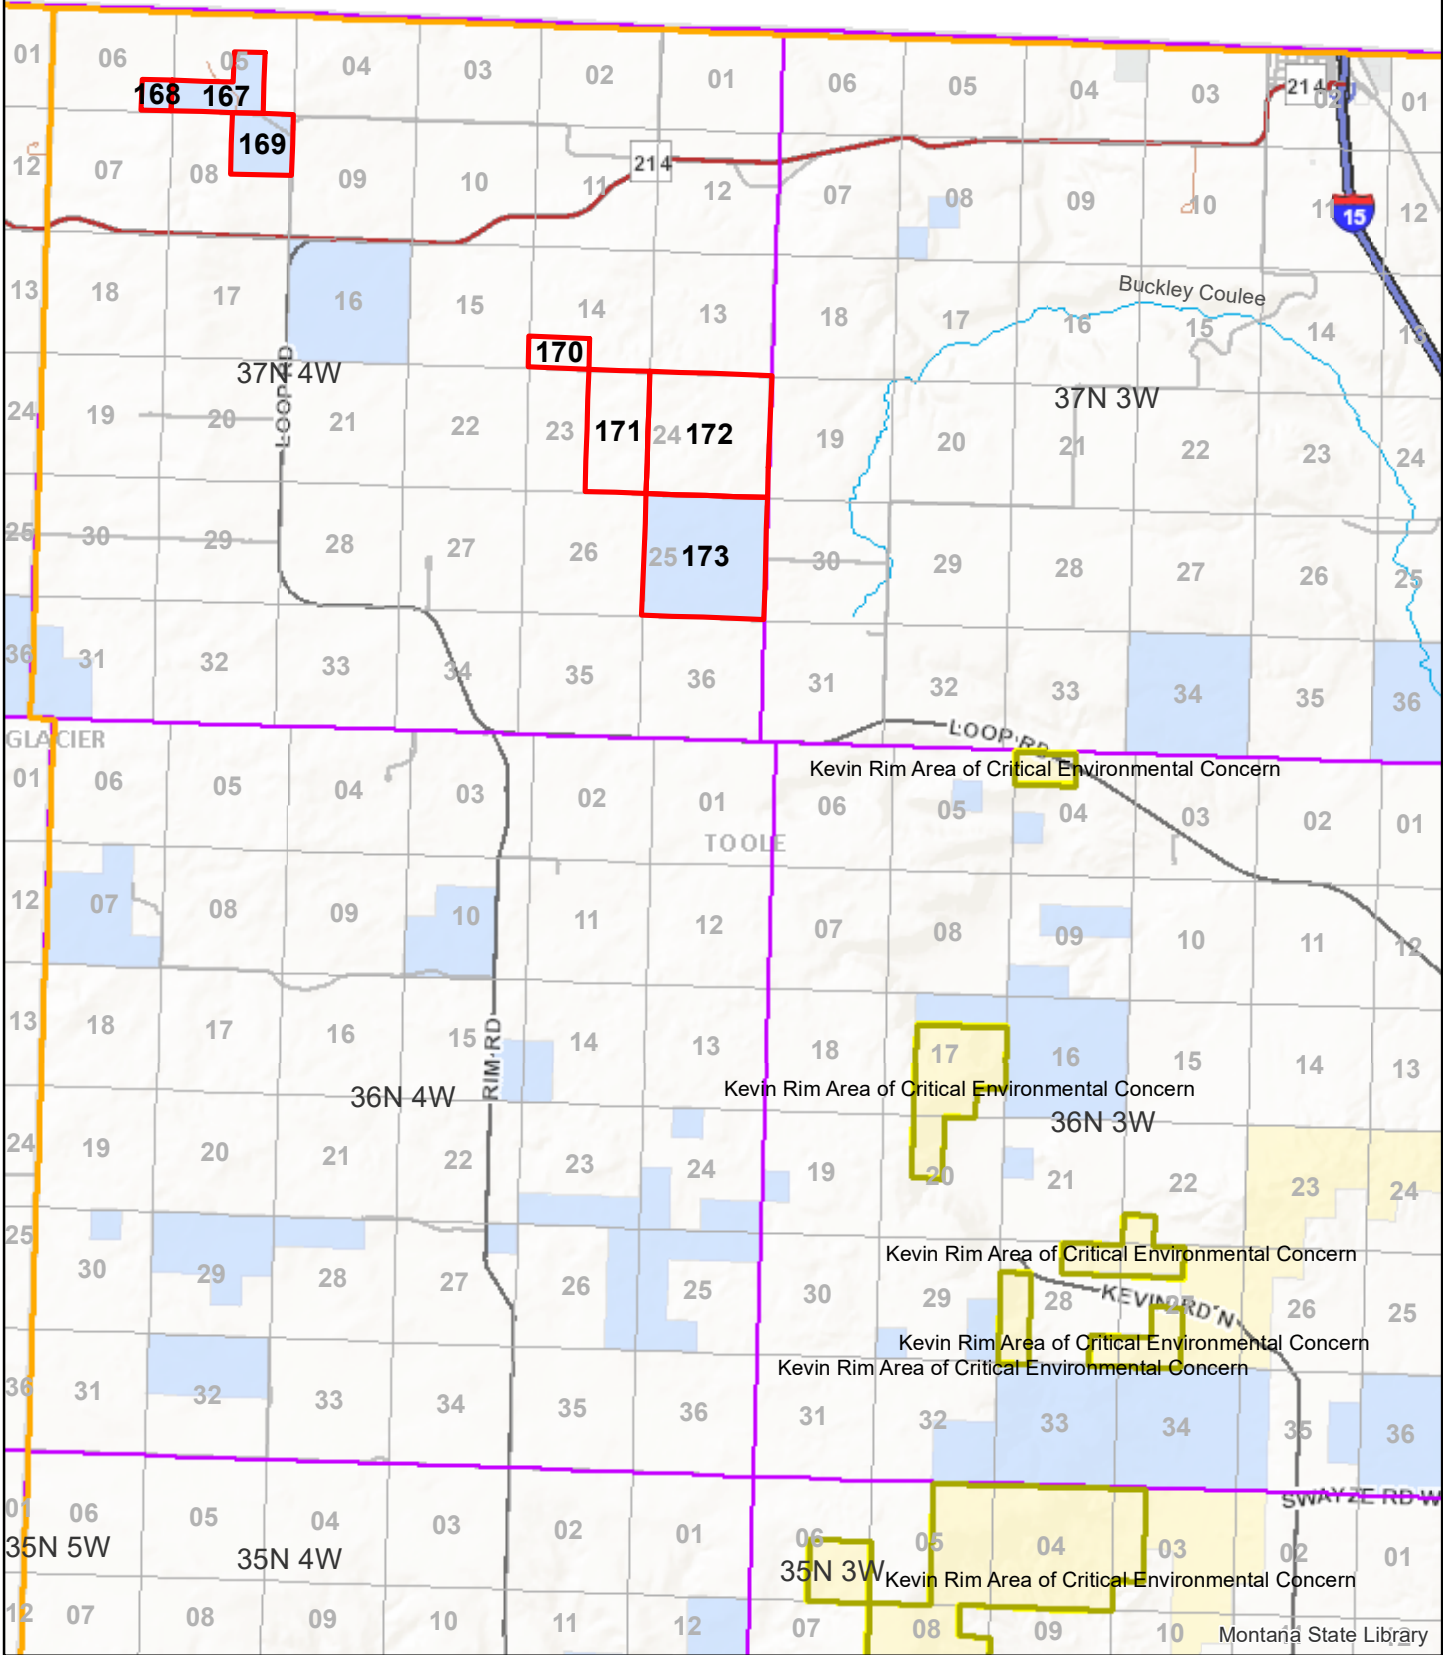 01 06 05 04 03 02 01 06 05 04 03 02 01
214
168 167
169
12 07 08 09 10 11 12 07 08 09 10 11 12
214
15
13 18 17 16 15 14 13 18 17 16 15 14 13
Buckley Coulee
170
37N 4W
37N 3W
LOOP RD
24 19 20 21 22 23 171 24 172 19 20 21 22 23 24
25 30 29 28 27 26 25 173 30 29 28 27 26 25
36 31 32 33 34 35 36 31 32 33 34 35 36
GLACIER
LOOP RD
Kevin Rim Area of Critical Environmental Concern
01 06 05 04 03 02 01 06 05 04 03 02 01
TOOLE
12 07 08 09 10 11 12 07 08 09 10 11 12
13 18 17 16 15 14 13 18 17 16 15 14 13
RIM RD
Kevin Rim Area of Critical Environmental Concern
36N 4W
36N 3W
24 19 20 21 22 23 24 19 20 21 22 23 24
25 30 29 28 27 26 25 30 29 28 27 26 25
Kevin Rim Area of Critical Environmental Concern
KEVIN RD N
Kevin Rim Area of Critical Environmental Concern
Kevin Rim Area of Critical Environmental Concern
36 31 32 33 34 35 36 31 32 33 34 35 36
SWAYZE RD W
01 06 05 04 03 02 01 06 05 04 03 02 01
35N 5W
35N 4W
35N 3W
Kevin Rim Area of Critical Environmental Concern
12 07 08 09 10 11 12 07 08 09 10
Montana State Library